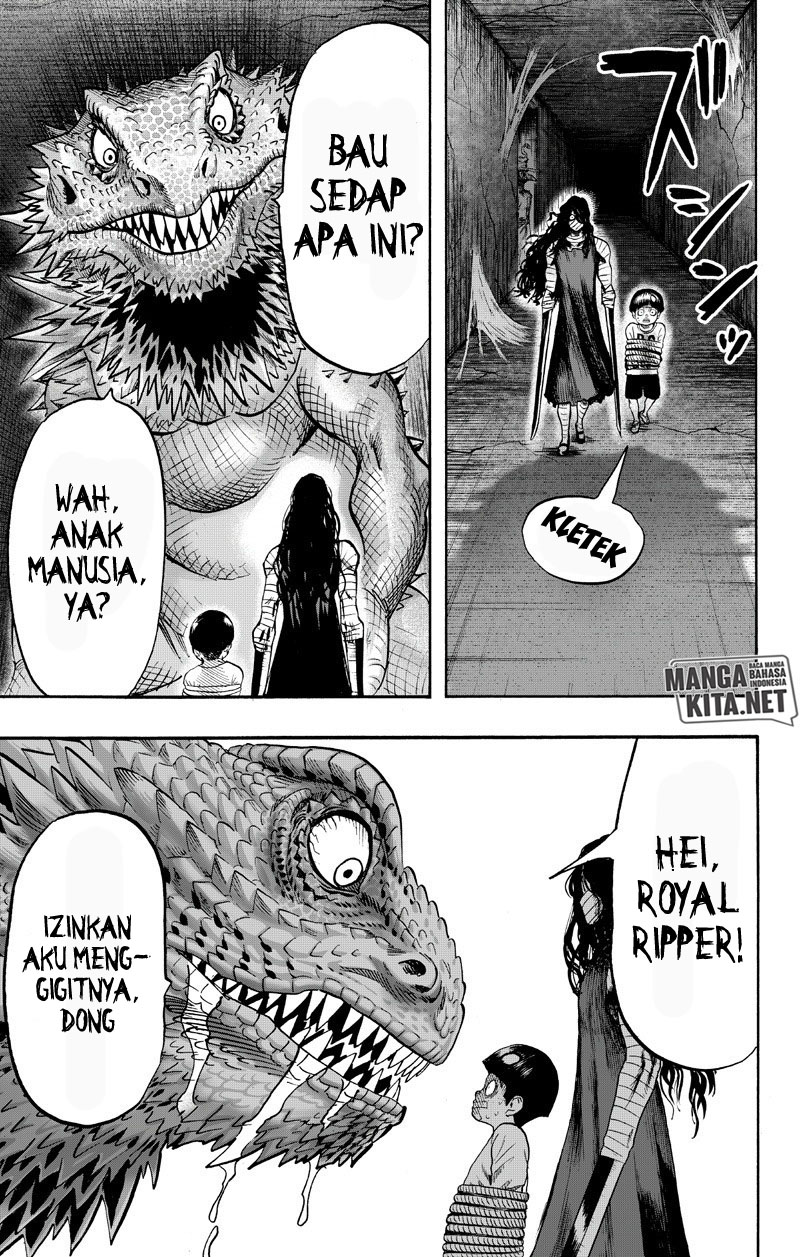 ズンッ
KLETEK
BAU
SEDAP
APA INI?
WAH,
ANAK
MANUSIA,
YA?
MANGA BACA MANGA
BAHASA
INDONESIA
KITA.NET
HEI,
ROYAL
RIPPER!
IZINKAN
AKU MENG-
GIGITNYA,
DONG